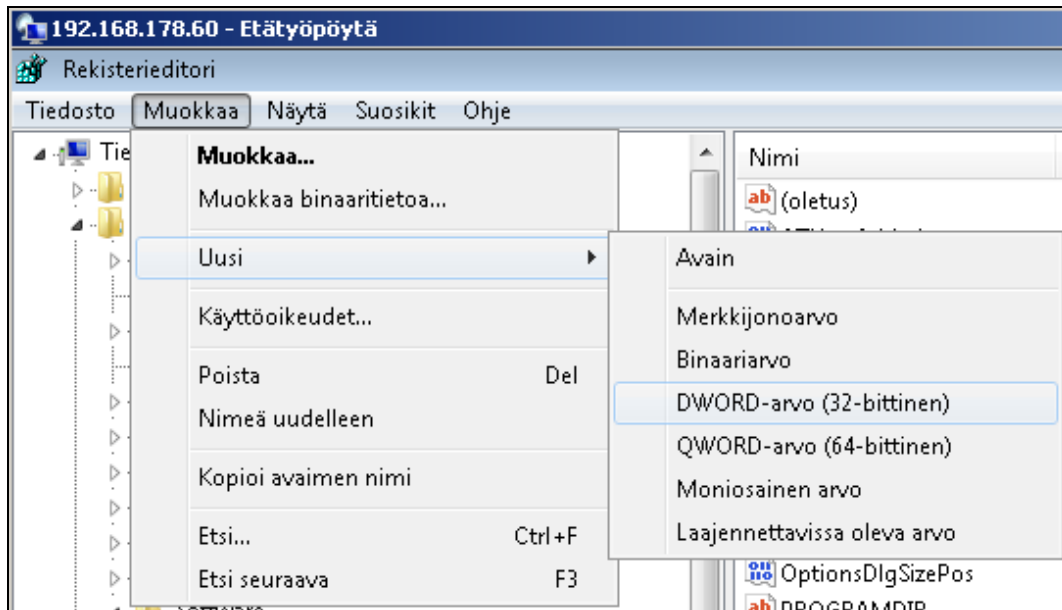 192.168.178.60 - Etätyöpöytä
Rekisterieditori
Tiedosto Muokkaa Näytä Suosikit Ohje
Tie
Muokkaa...
Muokkaa binaaritietoa...
Uusi
Käyttöoikeudet...
Poista Del
Nimeä uudelleen
Kopioi avaimen nimi
Etsi... Ctrl+F
Etsi seuraava F3
Nimi
(oletus)
Avain
Merkkijonoarvo
Binaariarvo
DWORD-arvo (32-bittinen)
QWORD-arvo (64-bittinen)
Moniosainen arvo
Laajennettavissa oleva arvo
OptionsDlgSizePos
PROGRAMDIR